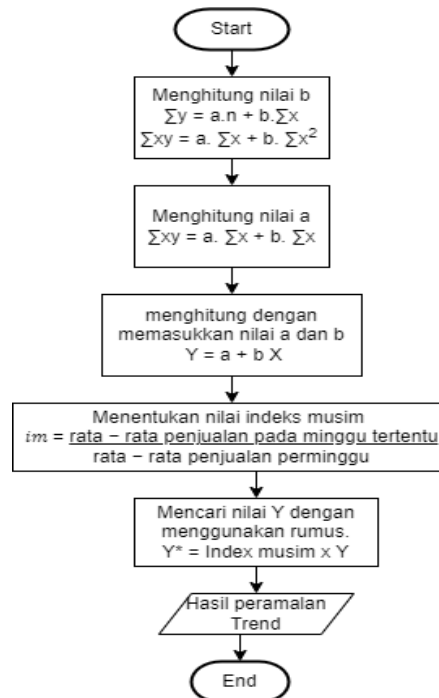 Start
Menghitung nilai b
∑y = a.n + b.∑x
∑xy = a. ∑x + b. ∑x²
Menghitung nilai a
∑xy = a. ∑x + b. ∑x
menghitung dengan
memasukkan nilai a dan b
Y = a + b X
Menentukan nilai indeks musim
im = rata − rata penjualan pada minggu tertentu
rata − rata penjualan perminggu
Mencari nilai Y dengan
menggunakan rumus.
Y* = Index musim x Y
Hasil peramalan
Trend
End